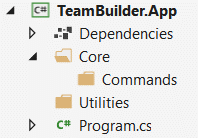 C# TeamBuilder.App
Dependencies
Core
Commands
Utilities
C# Program.cs